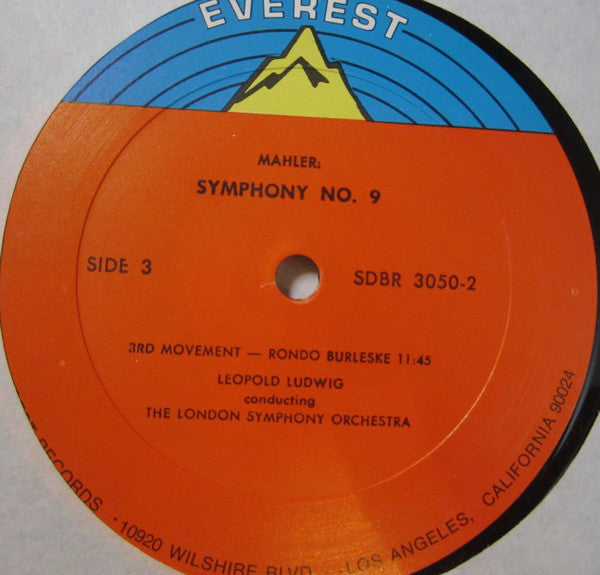 EVEREST
MAHLER:
SYMPHONY NO. 9
SIDE 3
SDBR 3050-2
3RD MOVEMENT — RONDO BURLESKE 11:45
LEOPOLD LUDWIG
conducting
THE LONDON SYMPHONY ORCHESTRA
RECORDS · 10920 WILSHIRE BLVD. · LOS ANGELES, CALIFORNIA 90024